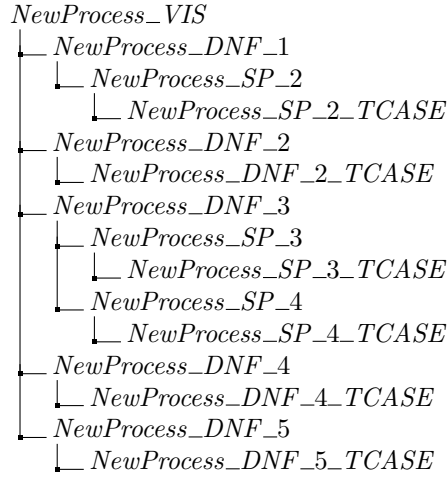 NewProcess_VIS
NewProcess_DNF_1
NewProcess_SP_2
NewProcess_SP_2_TCASE
NewProcess_DNF_2
NewProcess_DNF_2_TCASE
NewProcess_DNF_3
NewProcess_SP_3
NewProcess_SP_3_TCASE
NewProcess_SP_4
NewProcess_SP_4_TCASE
NewProcess_DNF_4
NewProcess_DNF_4_TCASE
NewProcess_DNF_5
NewProcess_DNF_5_TCASE